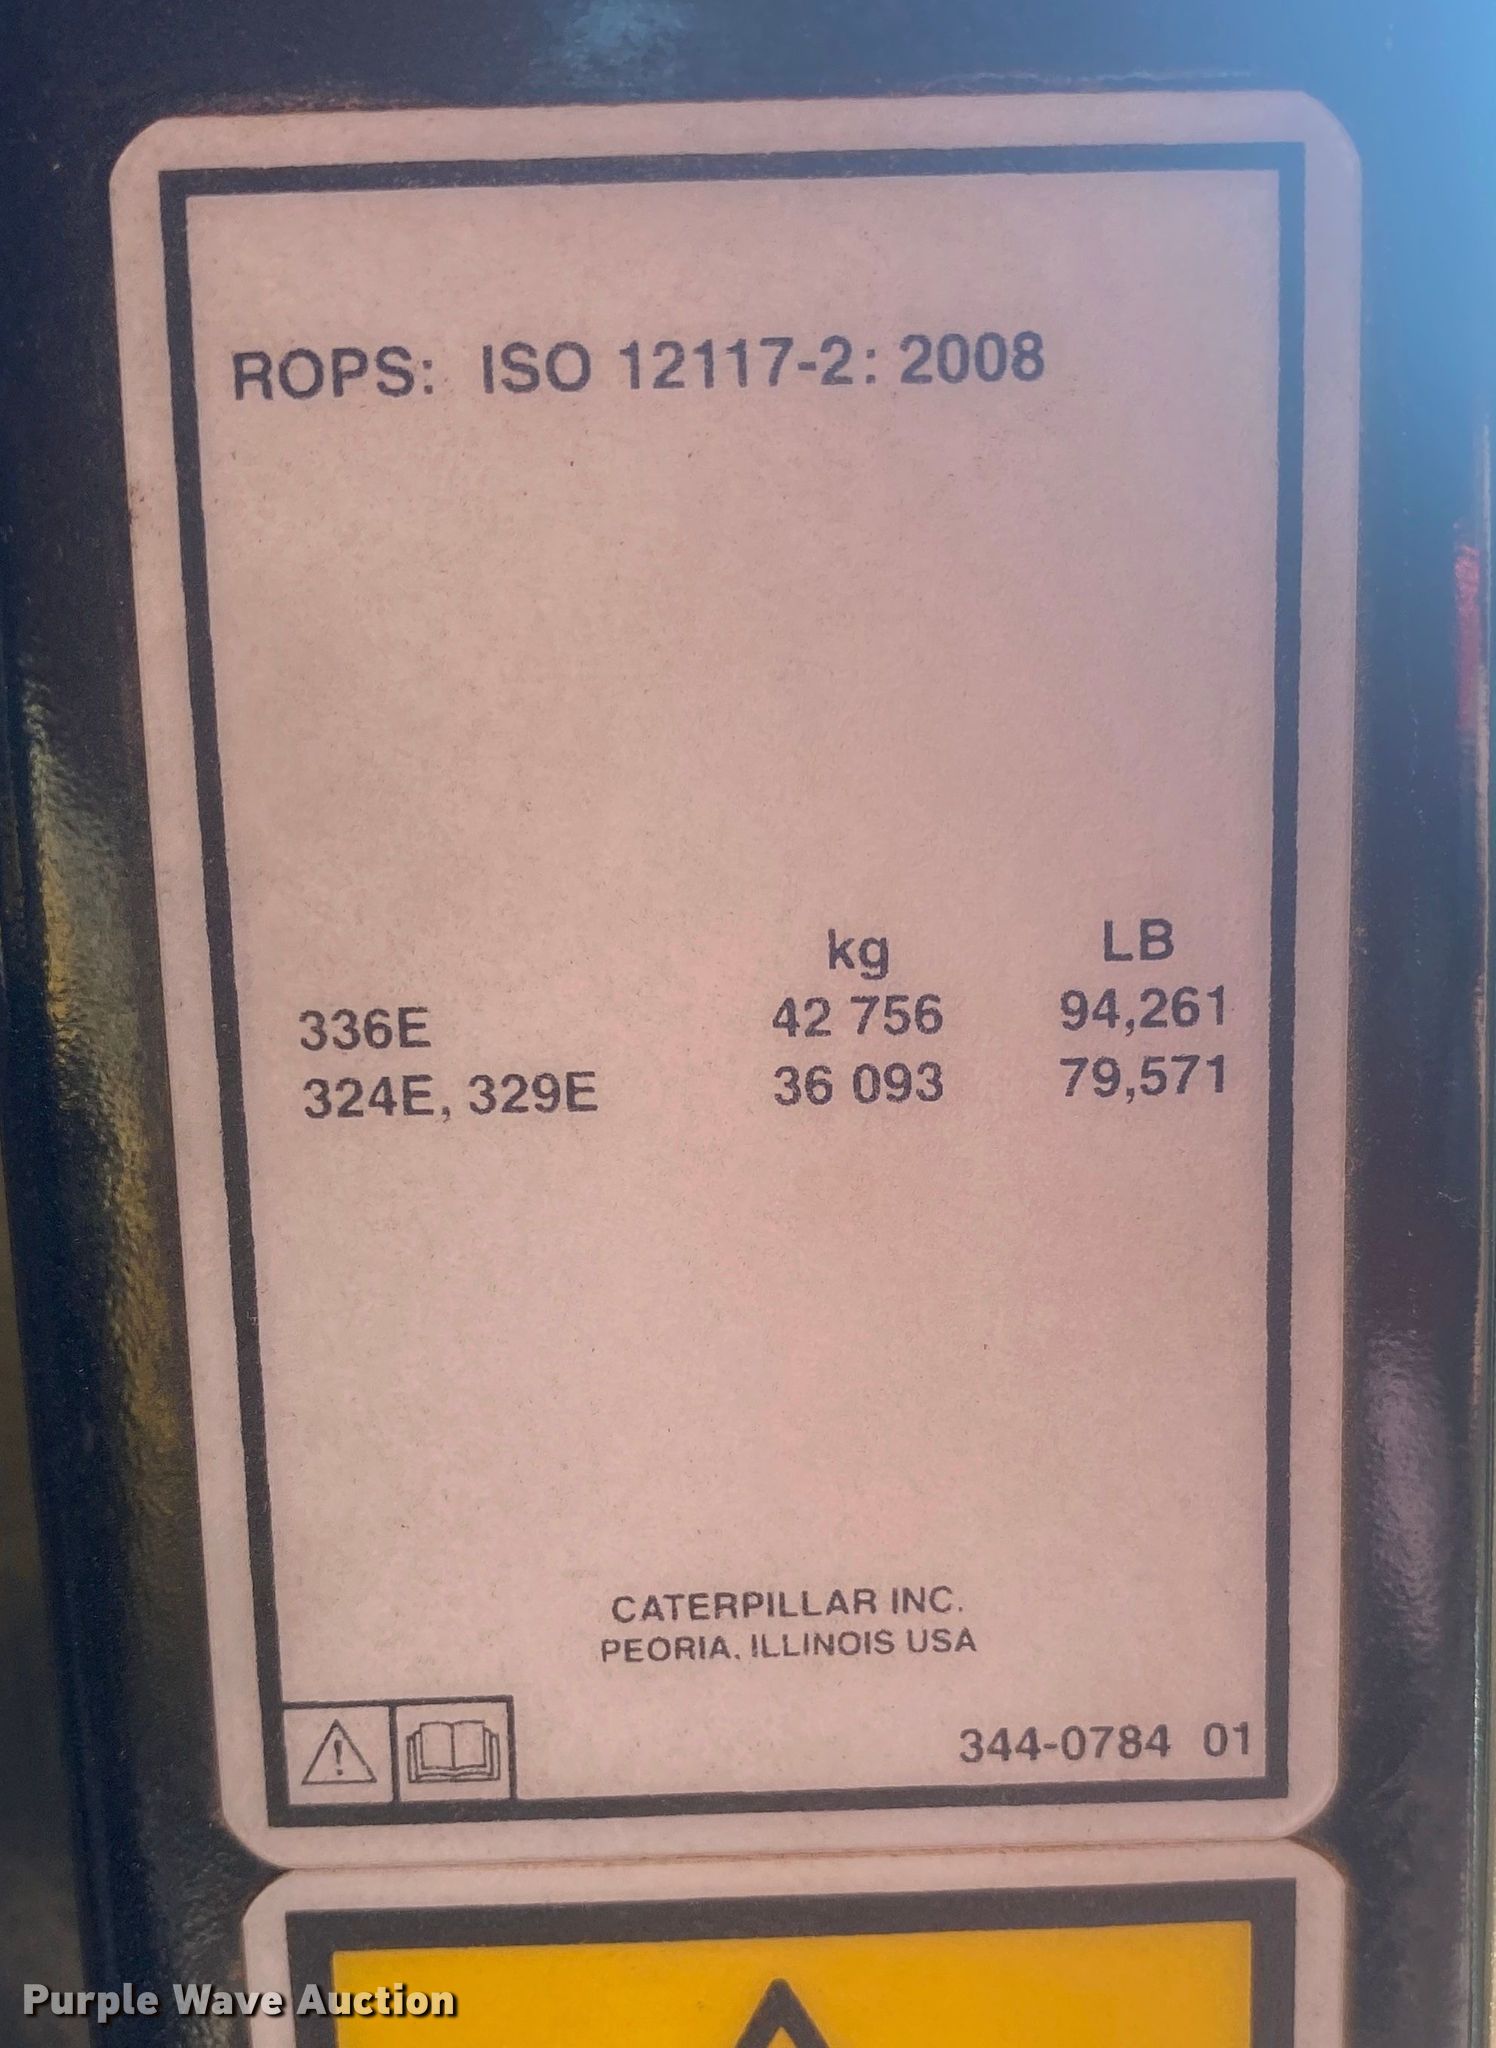 ROPS: ISO 12117-2: 2008
kg LB
336E 42 756 94,261
324E, 329E 36 093 79,571
CATERPILLAR INC.
PEORIA, ILLINOIS USA
344-0784 01
Purple Wave Auction